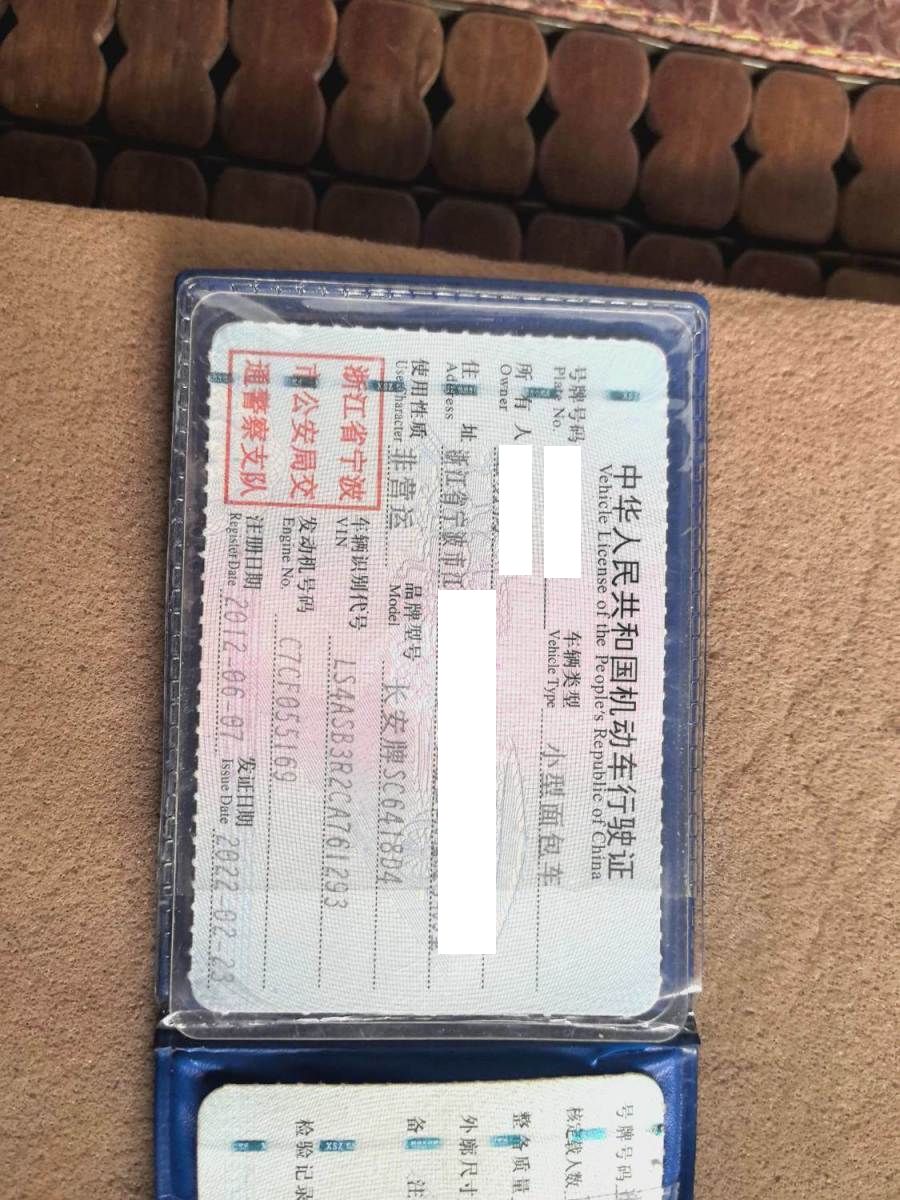 中华人民共和国机动车行驶证
Vehicle License of the People's Republic of China
号牌号码
Plate No.
车辆类型 小型面包车
Vehicle Type
所有人
Owner
住 址 浙江省宁波市江
Address
使用性质 非营运
Use Character
品牌型号 长安牌SC6418D4
Model
浙江省宁波
市公安局交
通警察支队
车辆识别代号 LS4ASB3R2CA761293
VIN
发动机号码 C7CF055169
Engine No.
注册日期 2012-06-07
Register Date
发证日期 2022-02-23
Issue Date
号牌号码
核定载人数
整备质量
外廓尺寸
备 注
检验记录